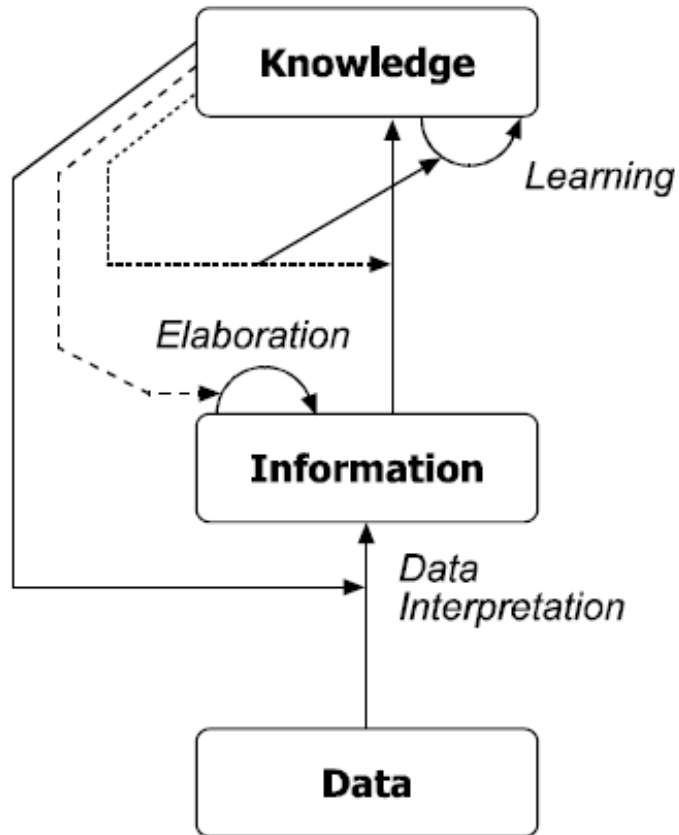 Knowledge
Learning
Elaboration
Information
Data
Interpretation
Data